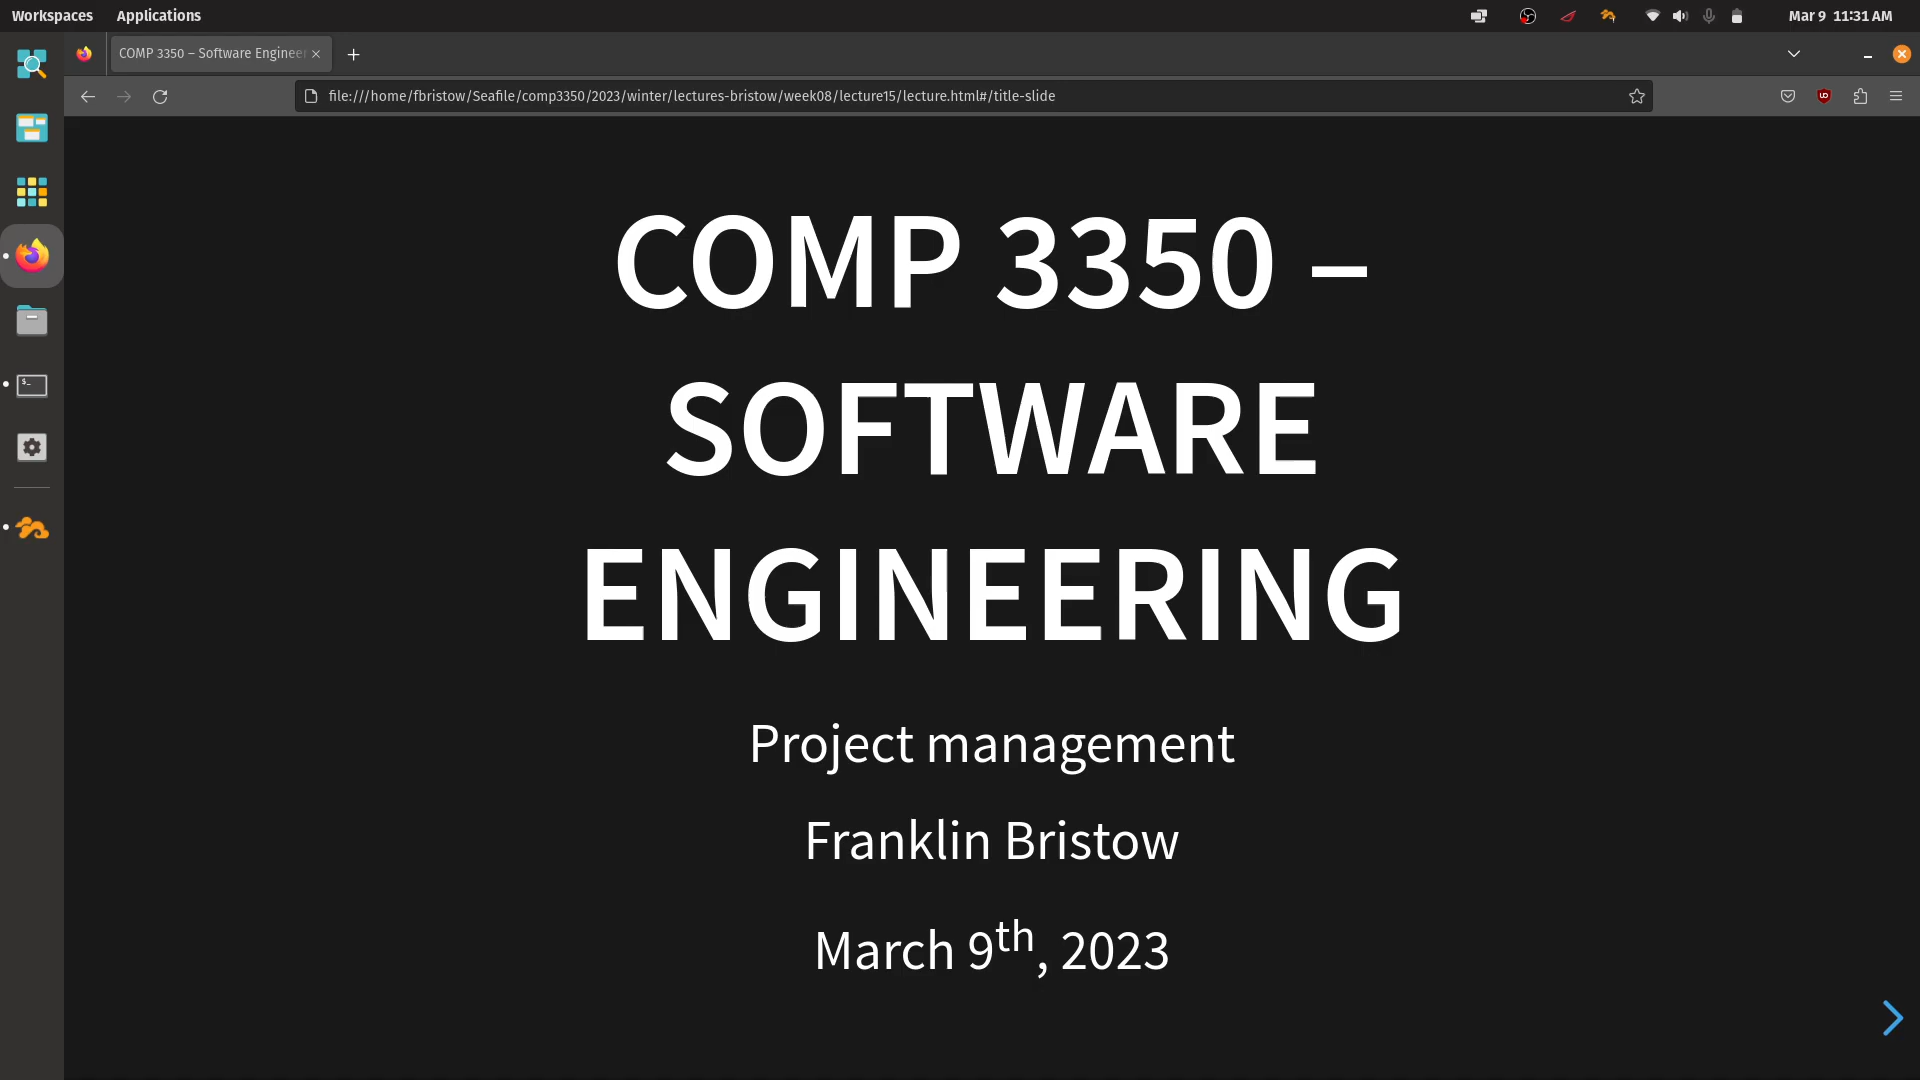 Workspaces Applications Mar 9 11:31 AM
COMP 3350 – Software Engineer
file:///home/fbristow/Seafile/comp3350/2023/winter/lectures-bristow/week08/lecture15/lecture.html#/title-slide
COMP 3350 –
SOFTWARE
ENGINEERING
Project management
Franklin Bristow
March 9th, 2023